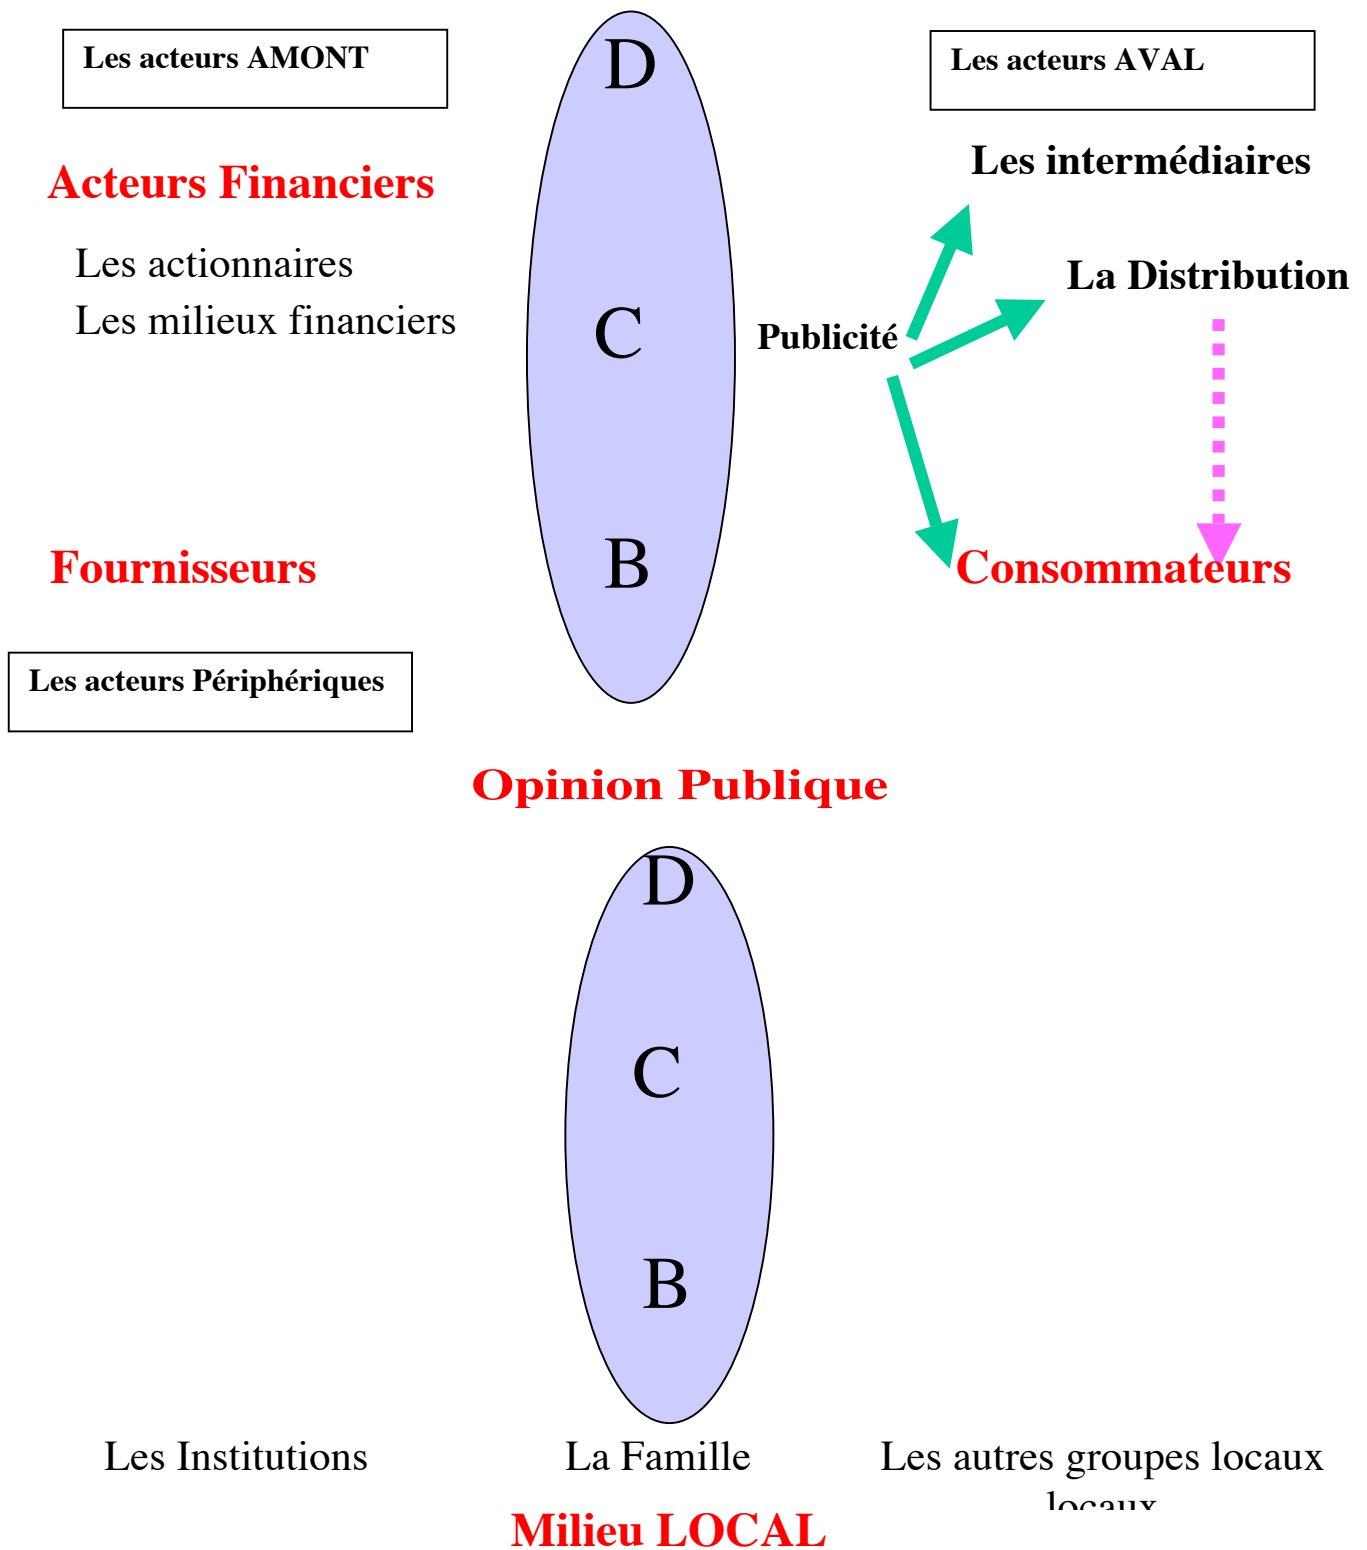 Les acteurs AMONT
D
Les acteurs AVAL
Acteurs Financiers
Les intermédiaires
Les actionnaires
La Distribution
Les milieux financiers
C
Publicité
Fournisseurs
B
Consommateurs
Les acteurs Périphériques
Opinion Publique
D
C
B
Les Institutions
La Famille
Les autres groupes locaux
locaux
Milieu LOCAL